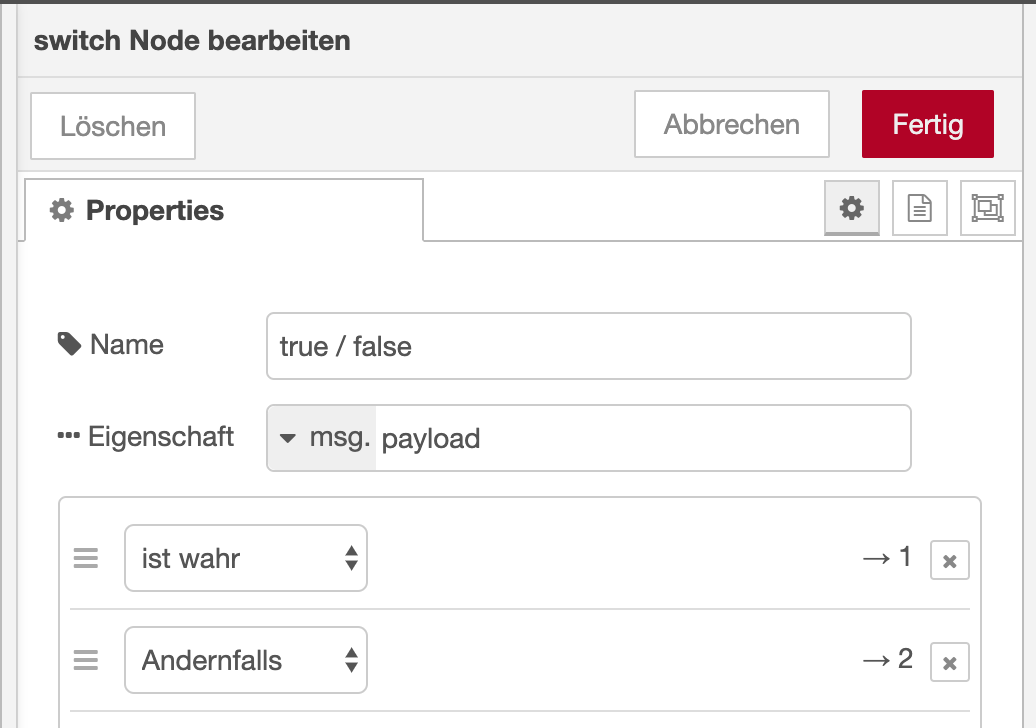 switch Node bearbeiten
Löschen Abbrechen Fertig
Properties
Name true / false
Eigenschaft msg. payload
ist wahr → 1
Andernfalls → 2